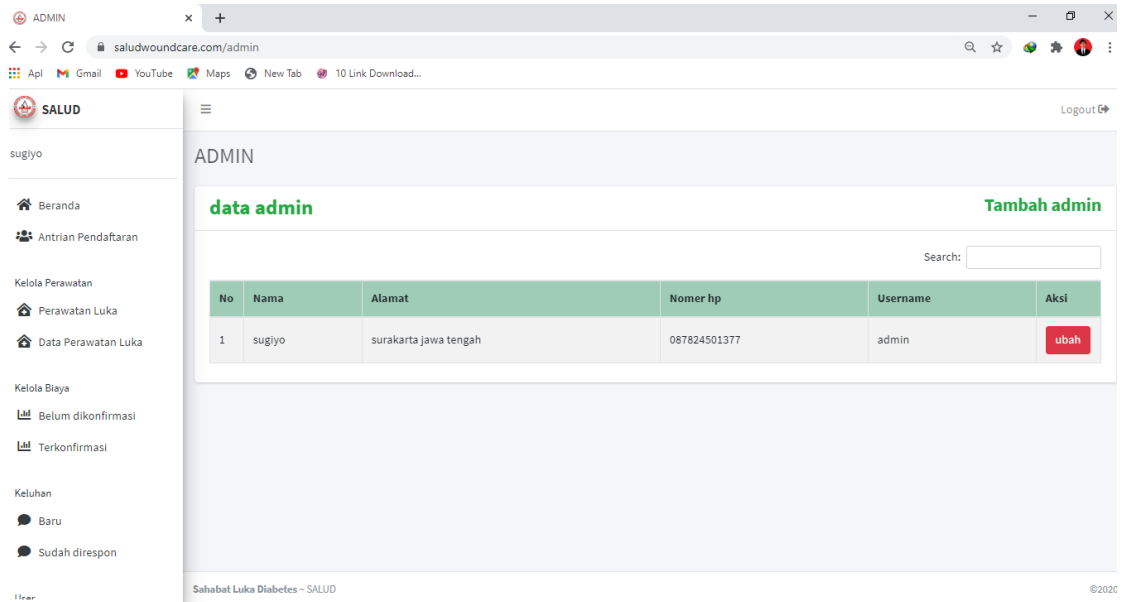 ADMIN
saludwoundcare.com/admin
Apl Gmail YouTube Maps New Tab 10 Link Download...
SALUD
Logout
sugiyo
ADMIN
Beranda
data admin
Tambah admin
Antrian Pendaftaran
Search:
Kelola Perawatan
No Nama Alamat Nomer hp Username Aksi
Perawatan Luka
1 sugiyo surakarta jawa tengah 087824501377 admin ubah
Data Perawatan Luka
Kelola Biaya
Belum dikonfirmasi
Terkonfirmasi
Keluhan
Baru
Sudah direspon
User
Sahabat Luka Diabetes ~ SALUD
©2020